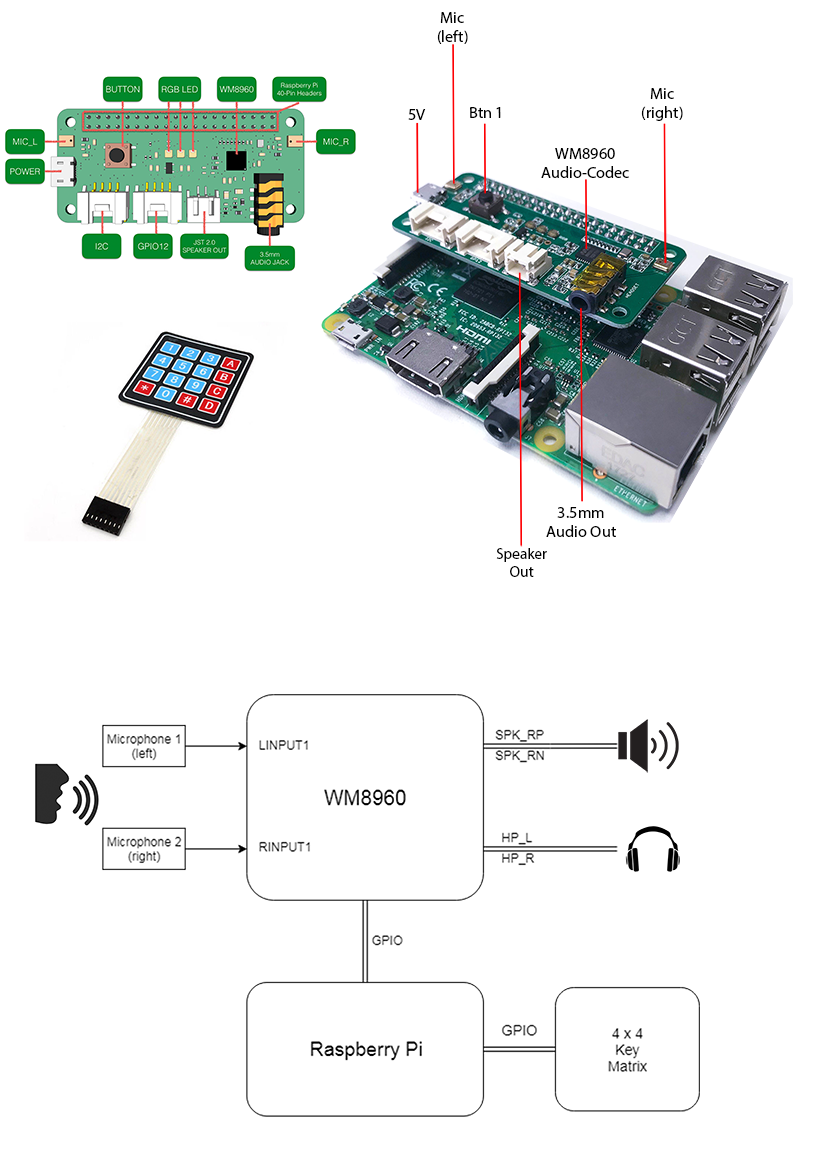 Mic
(left)
BUTTON
RGB LED
WM8960
Raspberry Pi
40-Pin Headers
5V
Btn 1
Mic
(right)
MIC_L
MIC_R
POWER
WM8960
Audio-Codec
I2C
GPIO12
JST 2.0
SPEAKER OUT
3.5mm
AUDIO JACK
HEADSET
HDMI
1 2 3 A
4 5 6 B
7 8 9 C
* 0 # D
ETHERNET
3.5mm
Audio Out
Speaker
Out
Microphone 1
(left)
LINPUT1
SPK_RP
SPK_RN
WM8960
Microphone 2
(right)
RINPUT1
HP_L
HP_R
GPIO
Raspberry Pi
GPIO
4 x 4
Key
Matrix